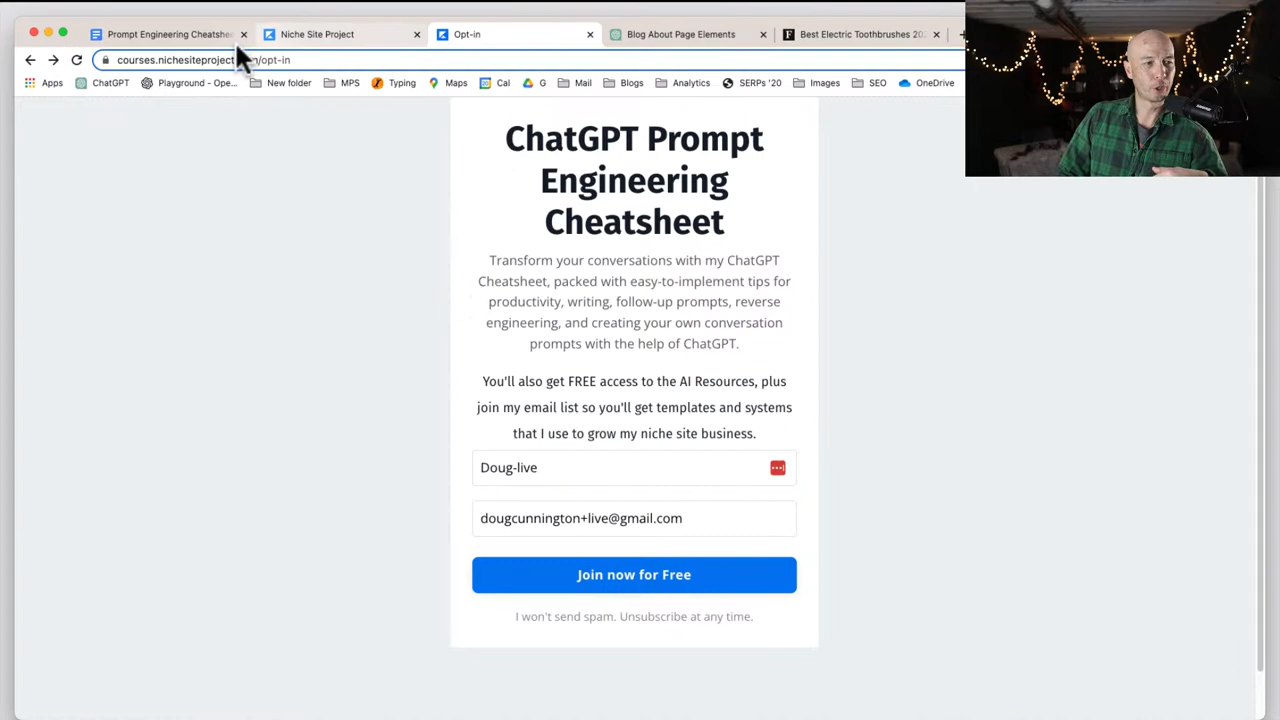 Prompt Engineering Cheatshee
Niche Site Project
Opt-in
Blog About Page Elements
Best Electric Toothbrushes 202
courses.nichesiteproject
/opt-in
Apps
ChatGPT
Playground - Ope...
New folder
MPS
Typing
Maps
Cal
G
Mail
Blogs
Analytics
SERPs '20
Images
SEO
OneDrive
ChatGPT Prompt
Engineering
Cheatsheet
Transform your conversations with my ChatGPT
Cheatsheet, packed with easy-to-implement tips for
productivity, writing, follow-up prompts, reverse
engineering, and creating your own conversation
prompts with the help of ChatGPT.
You'll also get FREE access to the AI Resources, plus
join my email list so you'll get templates and systems
that I use to grow my niche site business.
Doug-live
dougcunnington+live@gmail.com
Join now for Free
I won't send spam. Unsubscribe at any time.